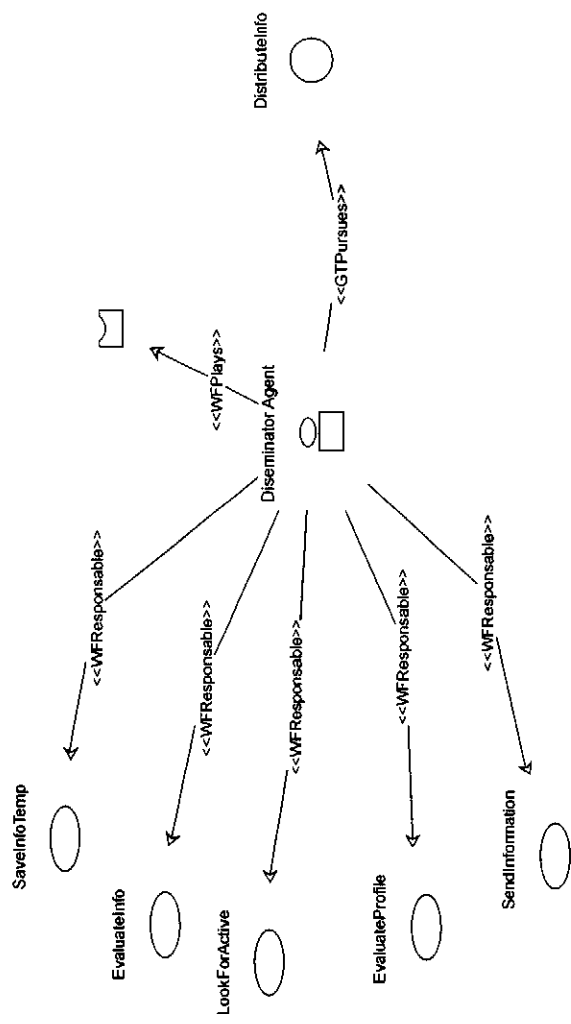 SaveInfoTemp
<<WFResponsable>>
EvaluateInfo
<<WFResponsable>>
LookForActive
<<WFResponsable>>
EvaluateProfile
<<WFResponsable>>
SendInformation
<<WFResponsable>>
Diseminator Agent
<<WFPlays>>
<<GTPursues>>
DistributeInfo